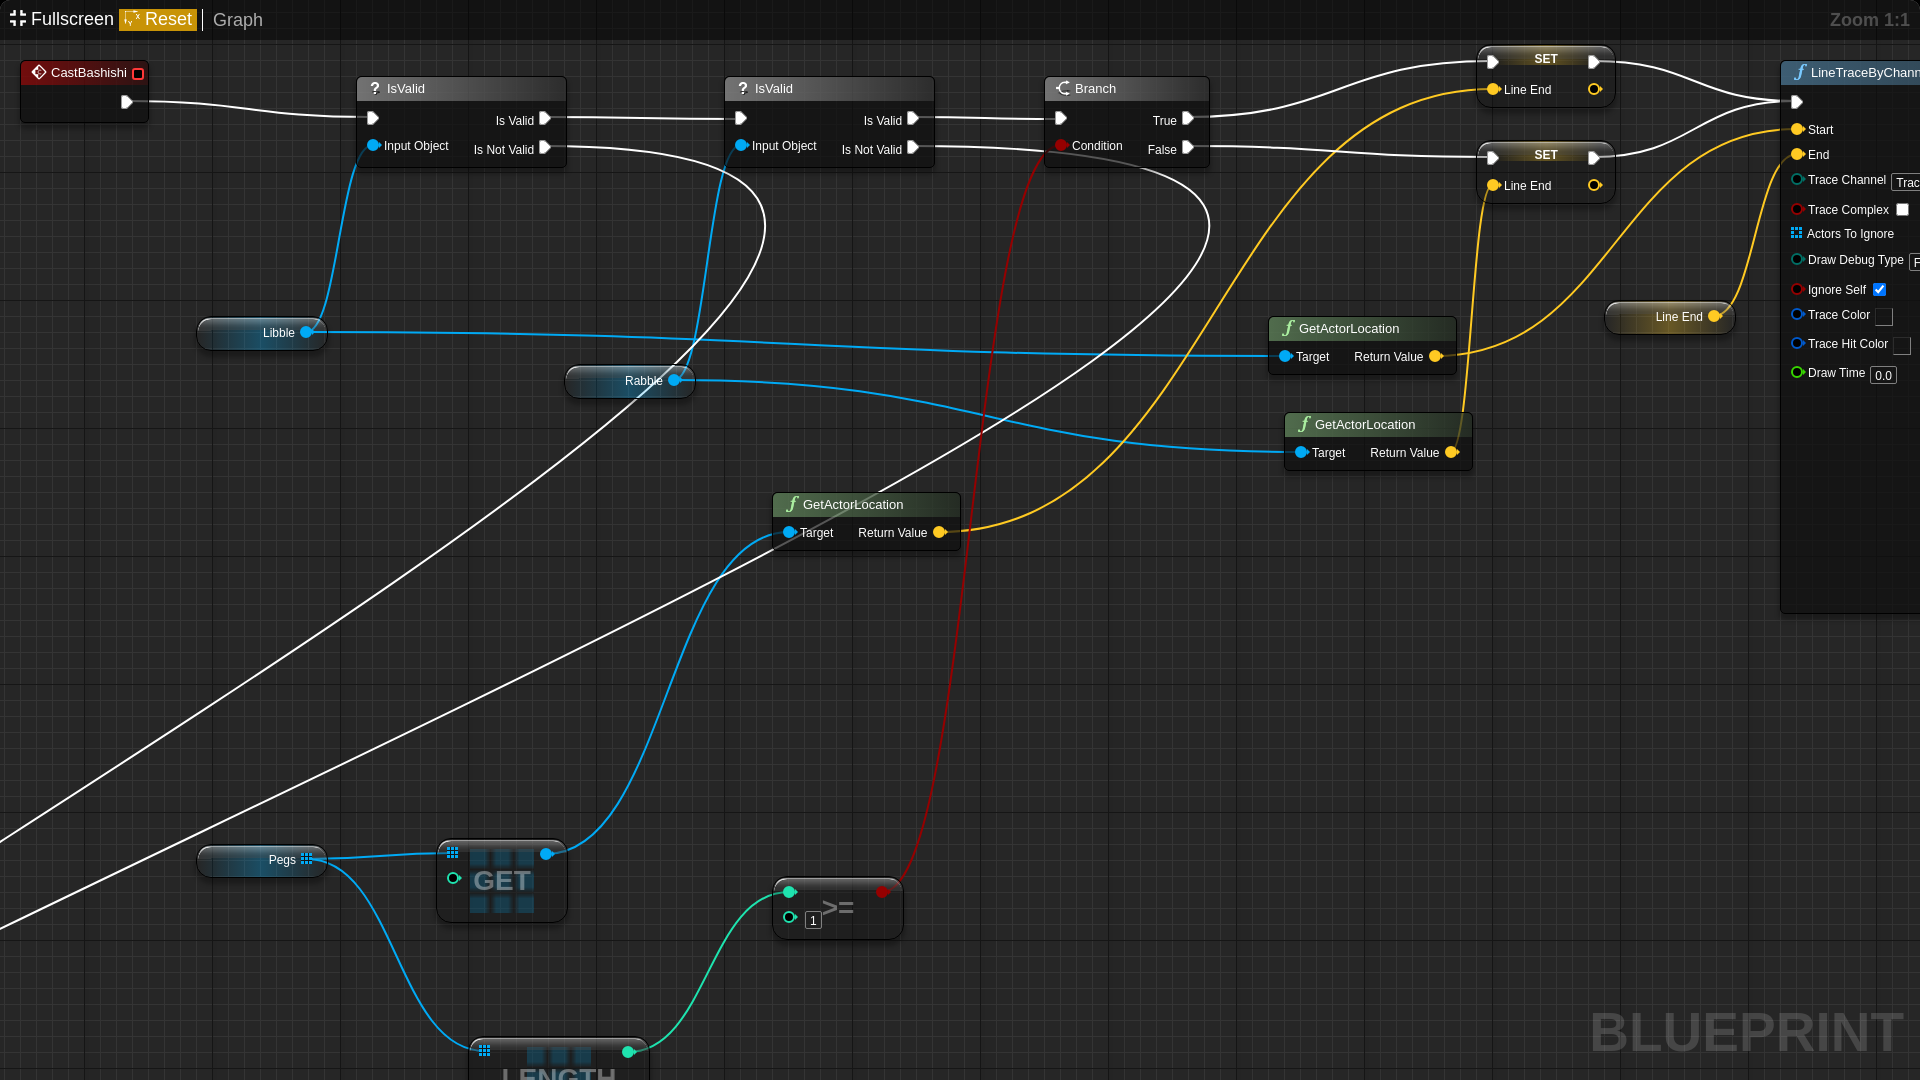 Fullscreen Reset Graph Zoom 1:1
CastBashishi
? IsValid
Is Valid
Input Object
Is Not Valid
? IsValid
Is Valid
Input Object
Is Not Valid
Branch
True
Condition
False
SET
Line End
SET
Line End
f LineTraceByChann
Start
End
Trace Channel Trac
Trace Complex
Actors To Ignore
Draw Debug Type F
Ignore Self
Trace Color
Trace Hit Color
Draw Time 0.0
Libble
Rabble
Line End
f GetActorLocation
Target Return Value
f GetActorLocation
Target Return Value
f GetActorLocation
Target Return Value
Pegs
GET
1 >=
LENGTH
BLUEPRINT